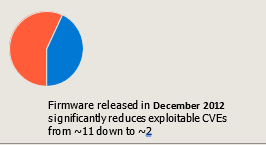 Firmware released in December 2012
significantly reduces exploitable CVEs
from ~11 down to ~2